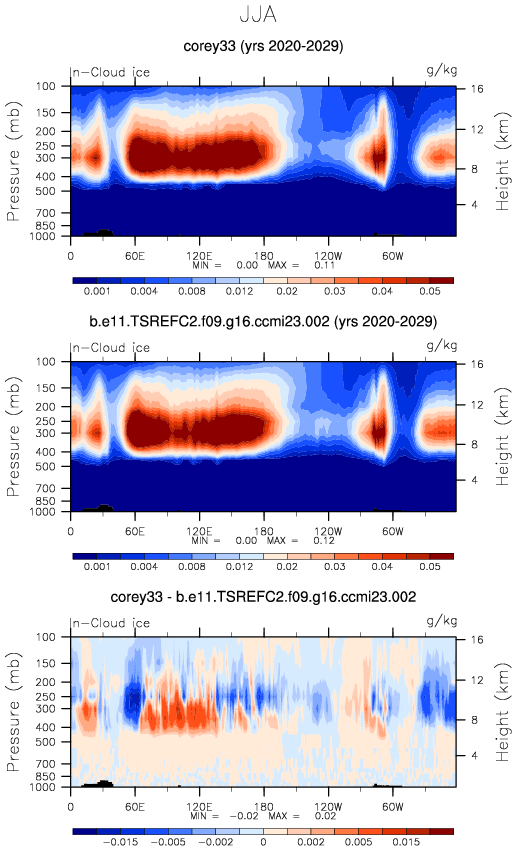 JJA
corey33 (yrs 2020-2029)
In-Cloud ice g/kg
Pressure (mb)
100
150
200
250
300
400
500
700
850
1000
16
12
8
4
Height (km)
0 60E 120E 180 120W 60W
MIN = 0.00 MAX = 0.11
0.001 0.004 0.008 0.012 0.02 0.03 0.04 0.05
b.e11.TSREFC2.f09.g16.ccmi23.002 (yrs 2020-2029)
In-Cloud ice g/kg
Pressure (mb)
100
150
200
250
300
400
500
700
850
1000
16
12
8
4
Height (km)
0 60E 120E 180 120W 60W
MIN = 0.00 MAX = 0.12
0.001 0.004 0.008 0.012 0.02 0.03 0.04 0.05
corey33 - b.e11.TSREFC2.f09.g16.ccmi23.002
In-Cloud ice g/kg
Pressure (mb)
100
150
200
250
300
400
500
700
850
1000
16
12
8
4
Height (km)
0 60E 120E 180 120W 60W
MIN = -0.02 MAX = 0.02
-0.015 -0.005 -0.002 0 0.002 0.005 0.015